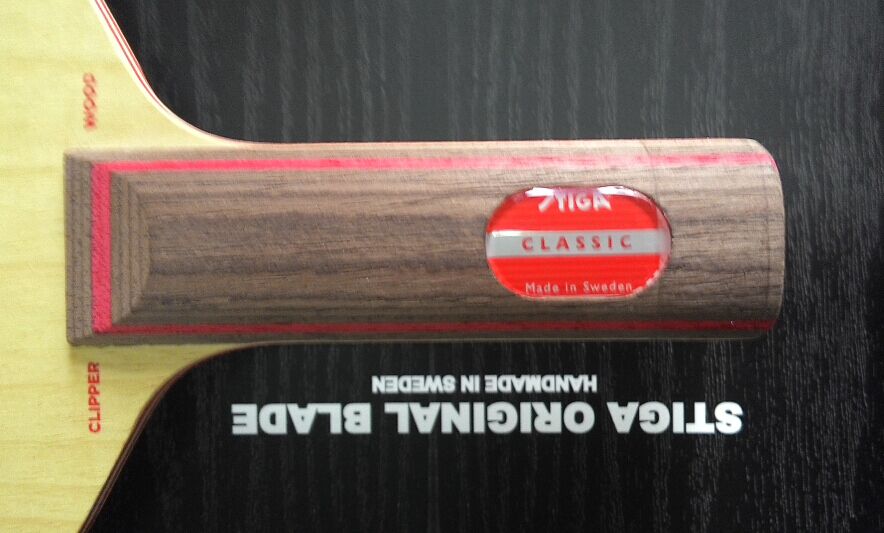 CLIPPER
WOOD
STIGA
CLASSIC
Made in Sweden
STIGA ORIGINAL BLADE
HANDMADE IN SWEDEN